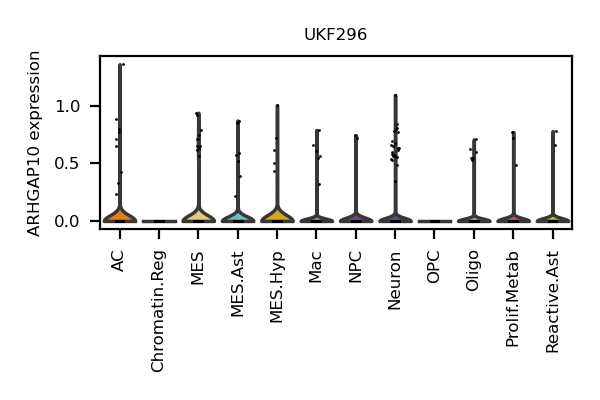 UKF296
ARHGAP10 expression
1.0
0.5
0.0
AC
Chromatin.Reg
MES
MES.Ast
MES.Hyp
Mac
NPC
Neuron
OPC
Oligo
Prolif.Metab
Reactive.Ast